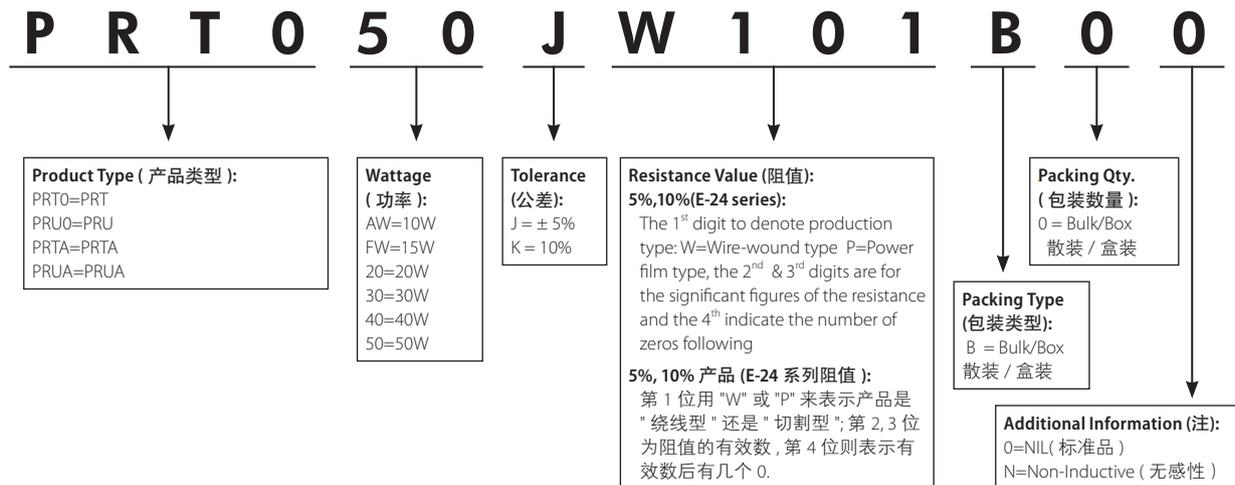 P R T 0 5 0 J W 1 0 1 B 0 0
Product Type ( 产品类型 ):
PRT0=PRT
PRU0=PRU
PRTA=PRTA
PRUA=PRUA
Wattage
( 功率 ):
AW=10W
FW=15W
20=20W
30=30W
40=40W
50=50W
Tolerance
(公差):
J = ± 5%
K = 10%
Resistance Value (阻值):
5%,10%(E-24 series):
The 1st digit to denote production
type: W=Wire-wound type P=Power
film type, the 2nd & 3rd digits are for
the significant figures of the resistance
and the 4th indicate the number of
zeros following
5%, 10% 产品 (E-24 系列阻值 ):
第 1 位用 "W" 或 "P" 来表示产品是
" 绕线型 " 还是 " 切割型 "; 第 2, 3 位
为阻值的有效数 , 第 4 位则表示有
效数后有几个 0.
Packing Qty.
( 包装数量 ):
0 = Bulk/Box
散装 / 盒装
Packing Type
(包装类型):
B = Bulk/Box
散装 / 盒装
Additional Information (注):
0=NIL( 标准品 )
N=Non-Inductive ( 无感性 )